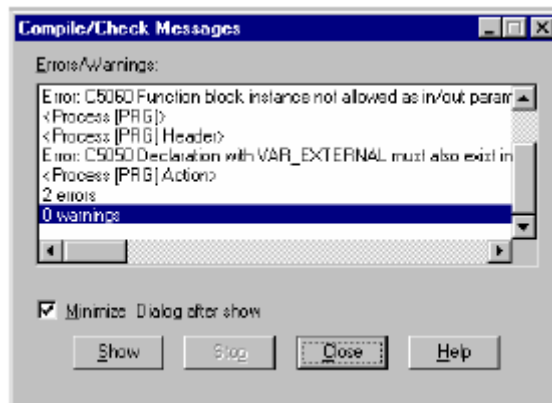 Compile/Check Messages
Errors/Warnings:
Error: C5060 Function block instance not allowed as in/out param
<Process [PRG]>
<Process [PRG] Header>
Error: C5050 Declaration with VAR_EXTERNAL must also exist in
<Process [PRG] Action>
2 errors
0 warnings
Minimize Dialog after show
Show Stop Close Help